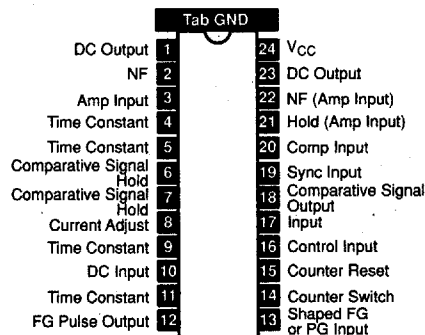 Tab GND
DC Output 1
NF 2
Amp Input 3
Time Constant 4
Time Constant 5
Comparative Signal
Hold 6
Comparative Signal
Hold 7
Current Adjust 8
Time Constant 9
DC Input 10
Time Constant 11
FG Pulse Output 12
24 VCC
23 DC Output
22 NF (Amp Input)
21 Hold (Amp Input)
20 Comp Input
19 Sync Input
18 Comparative Signal
Output
17 Input
16 Control Input
15 Counter Reset
14 Counter Switch
13 Shaped FG
or PG Input